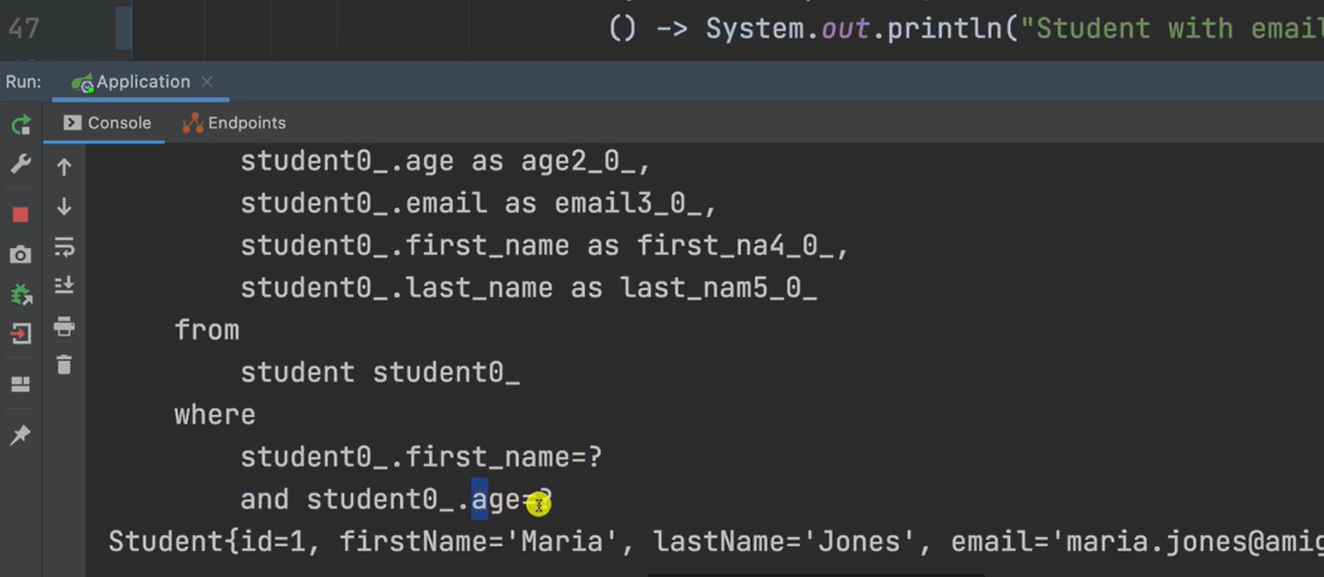 47
() -> System.out.println("Student with email
Run:
Application
Console
Endpoints
student0_.age as age2_0_,
student0_.email as email3_0_,
student0_.first_name as first_na4_0_,
student0_.last_name as last_nam5_0_
from
student student0_
where
student0_.first_name=?
and student0_.age=?
Student{id=1, firstName='Maria', lastName='Jones', email='maria.jones@amig